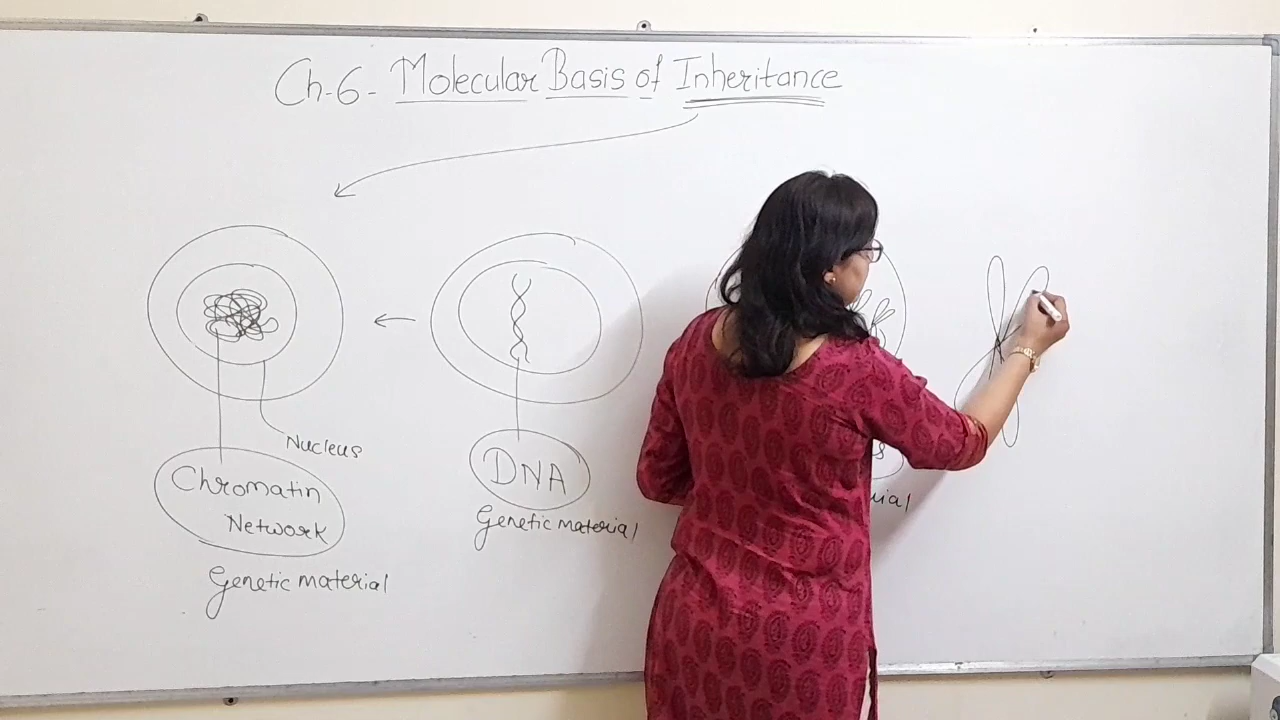 Ch-6- Molecular Basis of Inheritance
Nucleus
Chromatin
Network
Genetic material
DNA
Genetic material